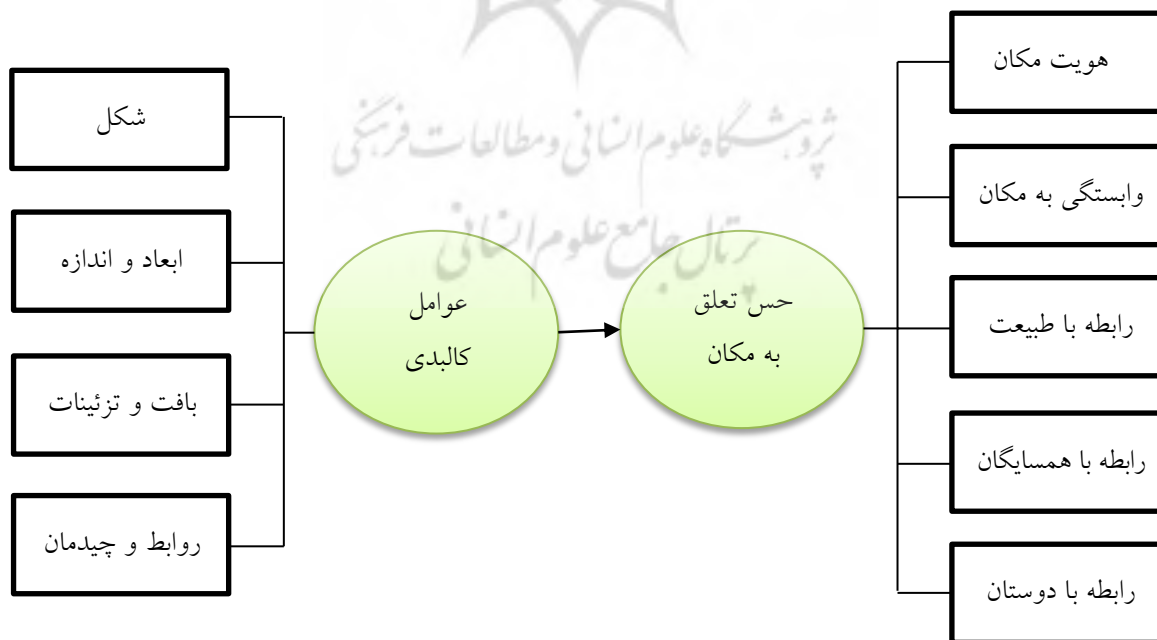 هویت مکان
وابستگی به مکان
رابطه با طبیعت
رابطه با همسایگان
رابطه با دوستان
حس تعلق
به مکان
عوامل
کالبدی
شکل
ابعاد و اندازه
بافت و تزئینات
روابط و چیدمان
پژوهشگاه علوم انسانی و مطالعات فرهنگی
پرتال جامع علوم انسانی